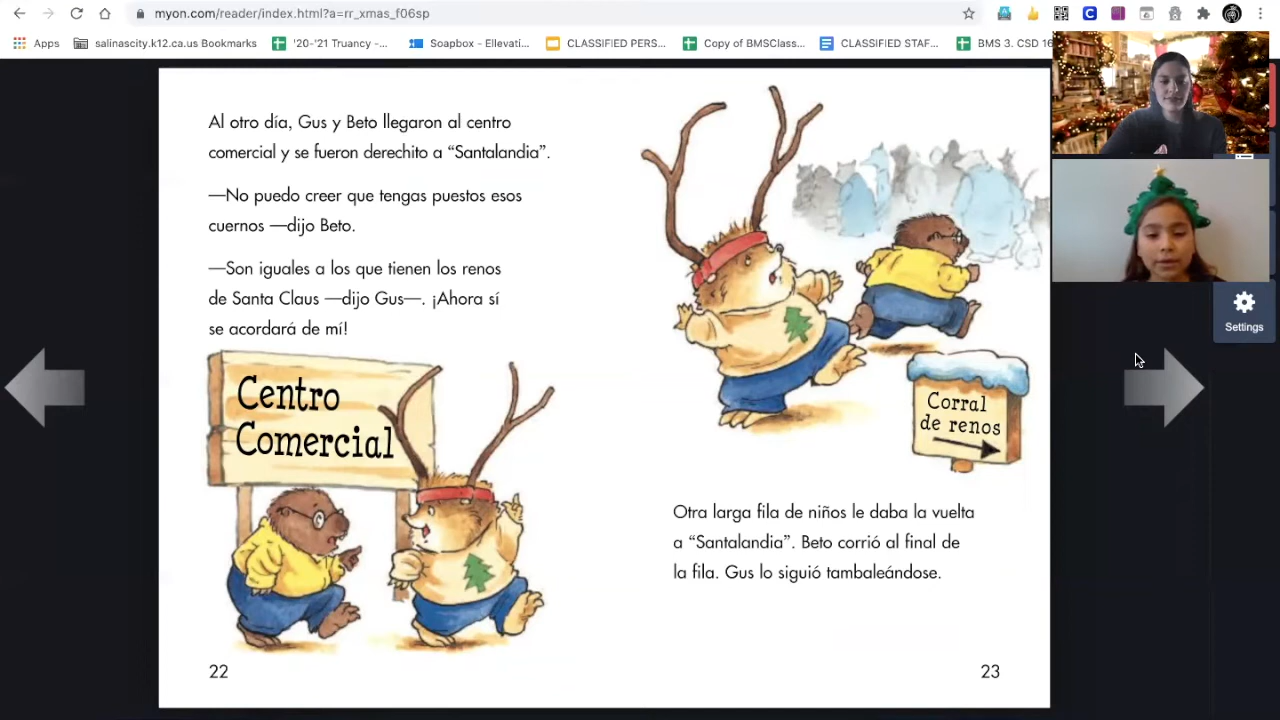 myon.com/reader/index.html?a=rr_xmas_f06sp
Apps
salinascity.k12.ca.us Bookmarks
'20-'21 Truancy -...
Soapbox - Ellevati...
CLASSIFIED PERS...
Copy of BMSClass...
CLASSIFIED STAF...
BMS 3. CSD 16
Al otro día, Gus y Beto llegaron al centro
comercial y se fueron derechito a “Santalandia”.
—No puedo creer que tengas puestos esos
cuernos —dijo Beto.
—Son iguales a los que tienen los renos
de Santa Claus —dijo Gus—. ¡Ahora sí
se acordará de mí!
Centro
Comercial
22
Corral
de renos
Otra larga fila de niños le daba la vuelta
a “Santalandia”. Beto corrió al final de
la fila. Gus lo siguió tambaleándose.
23
Settings